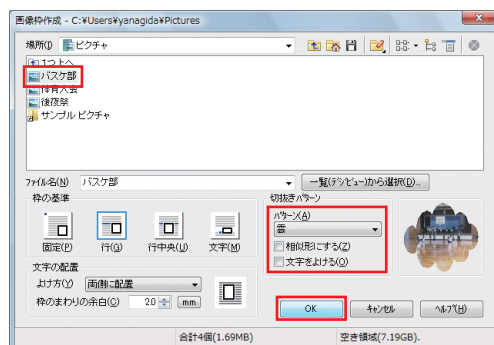 画像枠作成 - C:¥Users¥yanagida¥Pictures
場所(I) ピクチャ
1つ上へ
バスケ部
体育大会
後夜祭
サンプル ピクチャ
ファイル名(N) バスケ部 一覧(デシビュー)から選択(D)...
枠の基準
固定(P) 行(G) 行中央(U) 文字(M)
文字の配置
よけ方(Y) 両側に配置
枠のまわりの余白(C) 2.0 mm
切抜きパターン
パターン(A)
雲
相似形にする(Z)
文字をよける(O)
OK キャンセル ヘルプ(H)
合計4個(1.69MB) 空き領域(7.19GB).